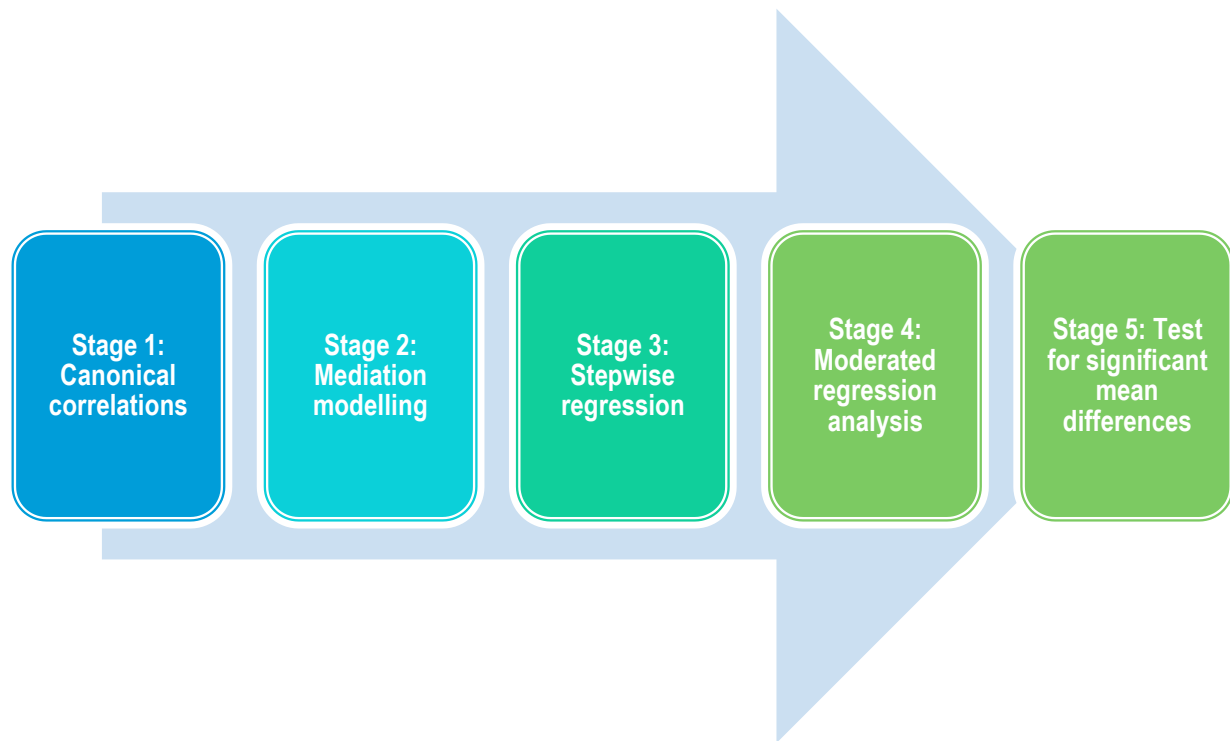 Stage 1:
Canonical
correlations
Stage 2:
Mediation
modelling
Stage 3:
Stepwise
regression
Stage 4:
Moderated
regression
analysis
Stage 5: Test
for significant
mean
differences